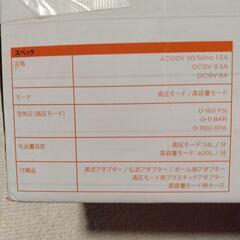 スペック
正格
AC100V 50/60Hz 1.5A
DC12V 8.5A
DC18V 8A
モード
高圧モード / 高容量モード
空気圧 (高圧モード)
0-160 PSI
0-11 BAR
0-1100 KPA
吐出量目安
高圧モード:14L / 分
高容量モード:400L / 分
付属品
英式アダプター / 仏式アダプター / ボール用アダプター
高圧モード用プラスチックアダプター
高容量モード用ホース